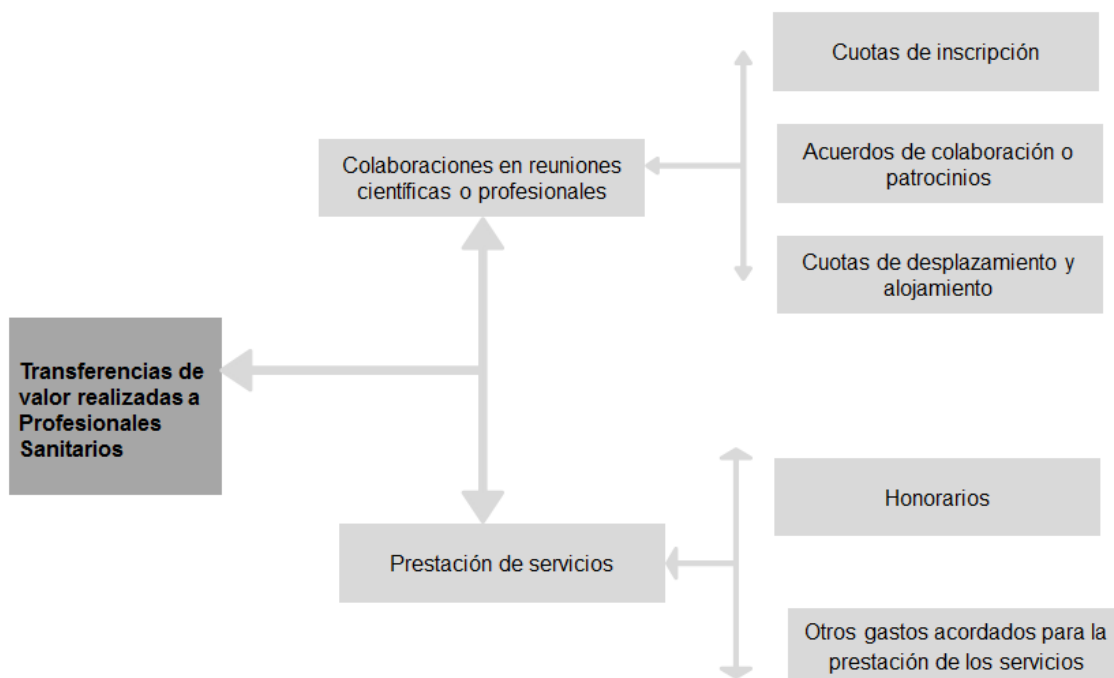 Cuotas de inscripción
Colaboraciones en reuniones
científicas o profesionales
Acuerdos de colaboración o
patrocinios
Cuotas de desplazamiento y
alojamiento
Transferencias de
valor realizadas a
Profesionales
Sanitarios
Prestación de servicios
Honorarios
Otros gastos acordados para la
prestación de los servicios